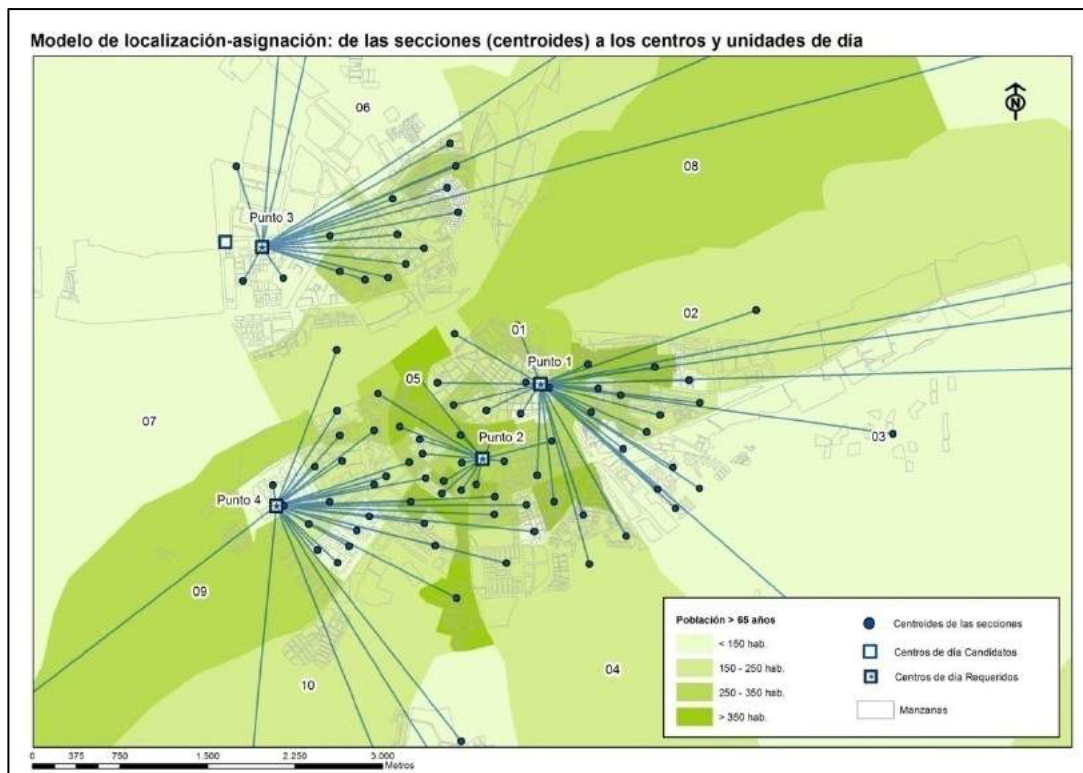 Modelo de localización-asignación: de las secciones (centroides) a los centros y unidades de día
06
N
08
Punto 3
02
01
Punto 1
05
07
03
Punto 2
Punto 4
09
10
04
Población > 65 años
< 150 hab.
150 - 250 hab.
250 - 350 hab.
> 350 hab.
Centroides de las secciones
Centros de día Candidatos
Centros de día Requeridos
Manzanas
0 375 750 1.500 2.250 3.000
Metros